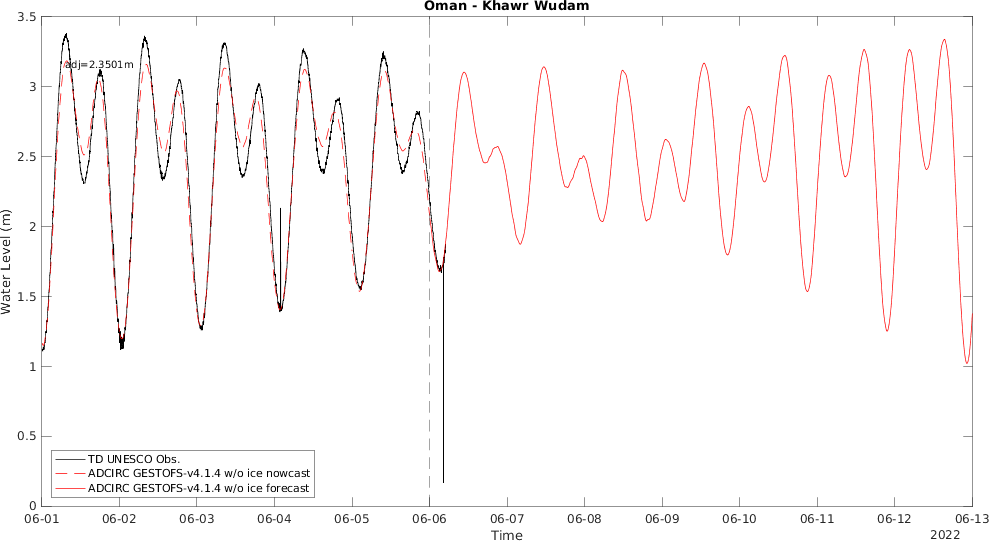 Oman - Khawr Wudam
adj=2.3501m
Water Level (m)
3.5
3
2.5
2
1.5
1
0.5
0
TD UNESCO Obs.
ADCIRC GESTOFS-v4.1.4 w/o ice nowcast
ADCIRC GESTOFS-v4.1.4 w/o ice forecast
06-01 06-02 06-03 06-04 06-05 06-06 06-07 06-08 06-09 06-10 06-11 06-12 06-13
Time
2022